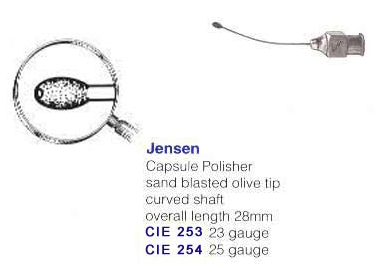 Jensen
Capsule Polisher
sand blasted olive tip
curved shaft
overall length 28mm
CIE 253 23 gauge
CIE 254 25 gauge